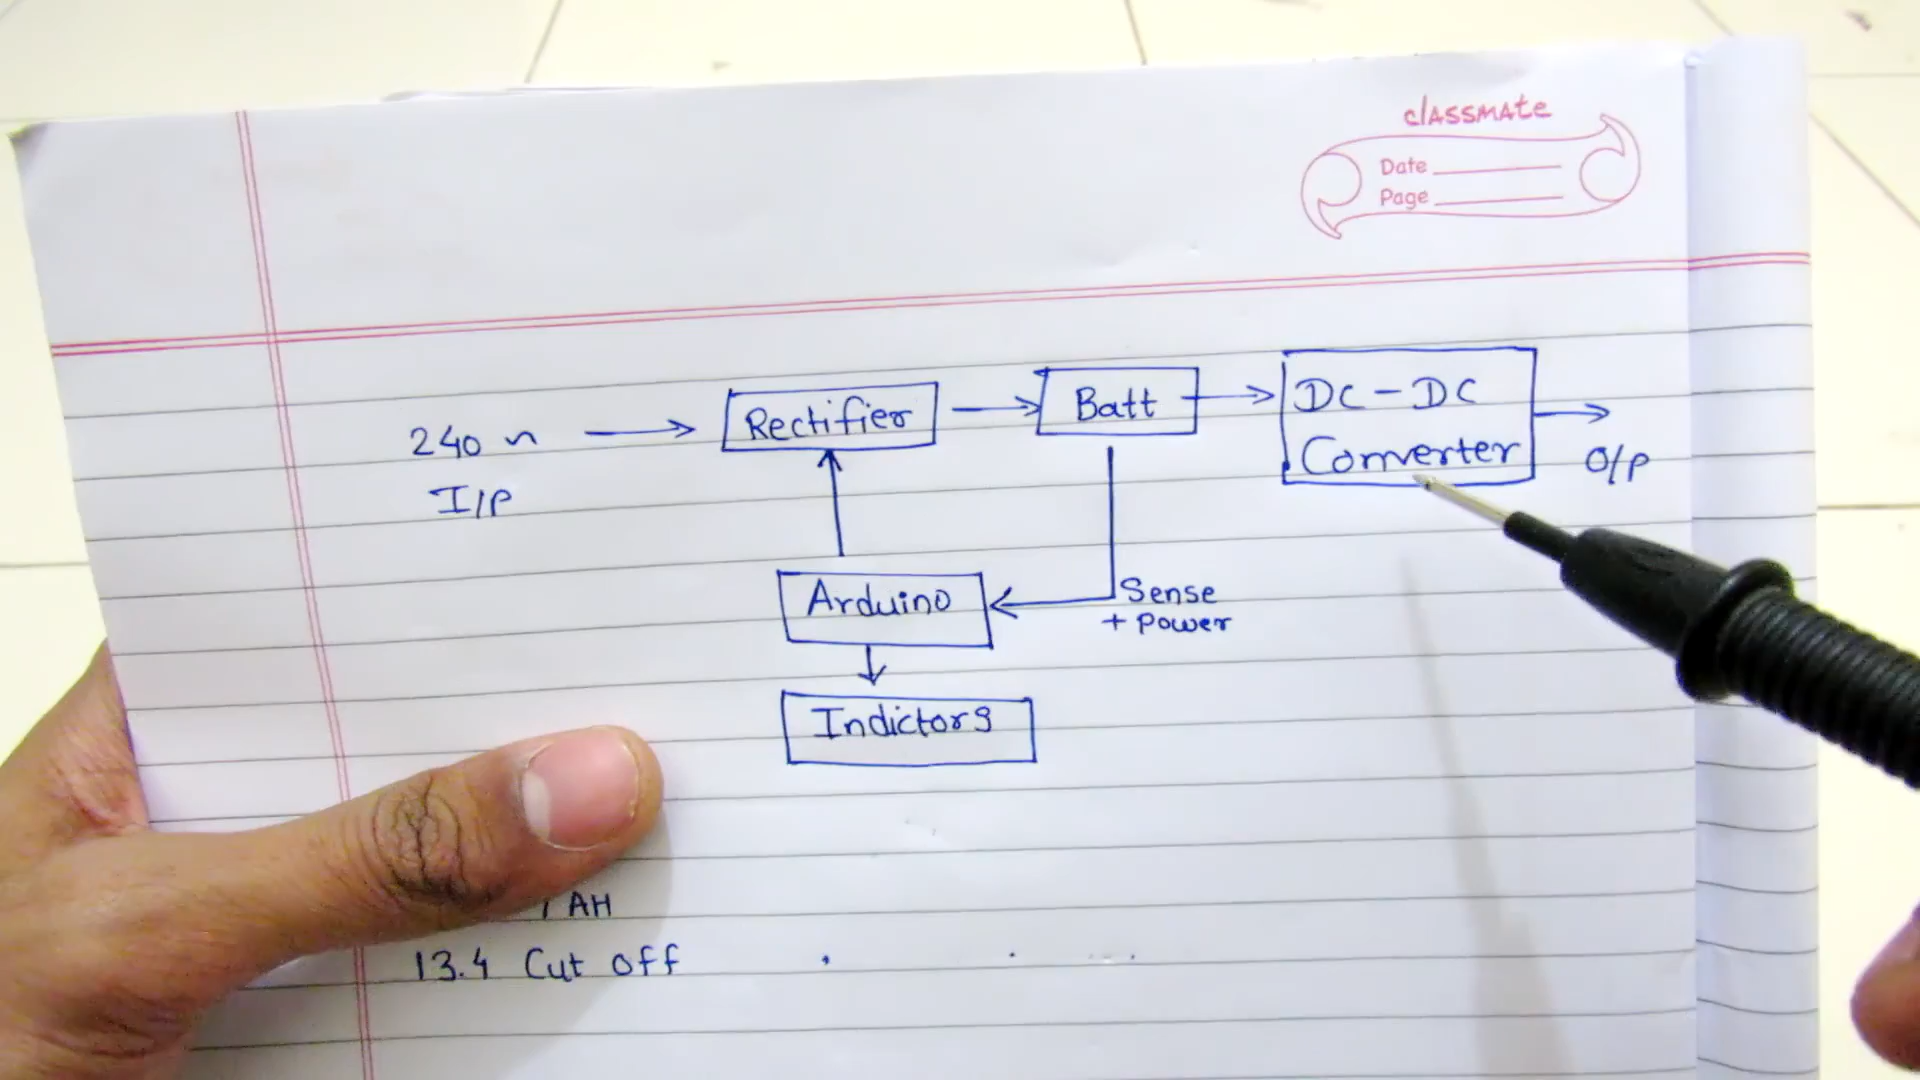 classmate
Date
Page
240 ~
I/P
Rectifier
Batt
DC-DC
Converter
O/P
Arduino
Sense
+ power
Indictors
AH
13.4 Cut off